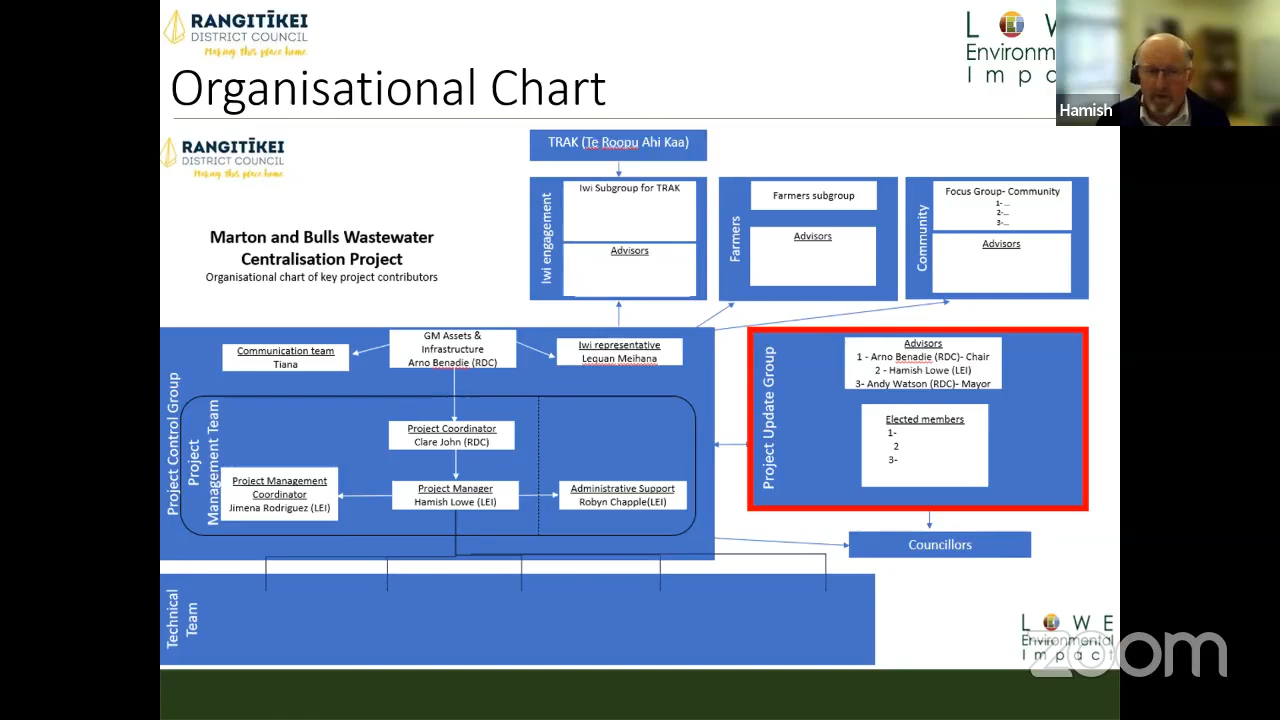 RANGITĪKEI
DISTRICT COUNCIL
Making this place home
L O W E
Environmental
Hamish
Organisational Chart
RANGITĪKEI
DISTRICT COUNCIL
Making this place home
Marton and Bulls Wastewater
Centralisation Project
Organisational chart of key project contributors
TRAK (Te Roopu Ahi Kaa)
Iwi engagement
Iwi Subgroup for TRAK
Advisors
Farmers
Farmers subgroup
Advisors
Community
Focus Group- Community
1- ...
2-...
3-...
Advisors
Project Control Group
Communication team
Tiana
GM Assets &
Infrastructure
Arno Benadie (RDC)
Iwi representative
Lequan Meihana
Project
Management Team
Project Coordinator
Clare John (RDC)
Project Management
Coordinator
Jimena Rodriguez (LEI)
Project Manager
Hamish Lowe (LEI)
Administrative Support
Robyn Chapple(LEI)
Project Update Group
Advisors
1 - Arno Benadie (RDC)- Chair
2 - Hamish Lowe (LEI)
3- Andy Watson (RDC)- Mayor
Elected members
1-
2
3-
Councillors
Technical
Team
L O W E
Environmental
I m p a c t
zoom